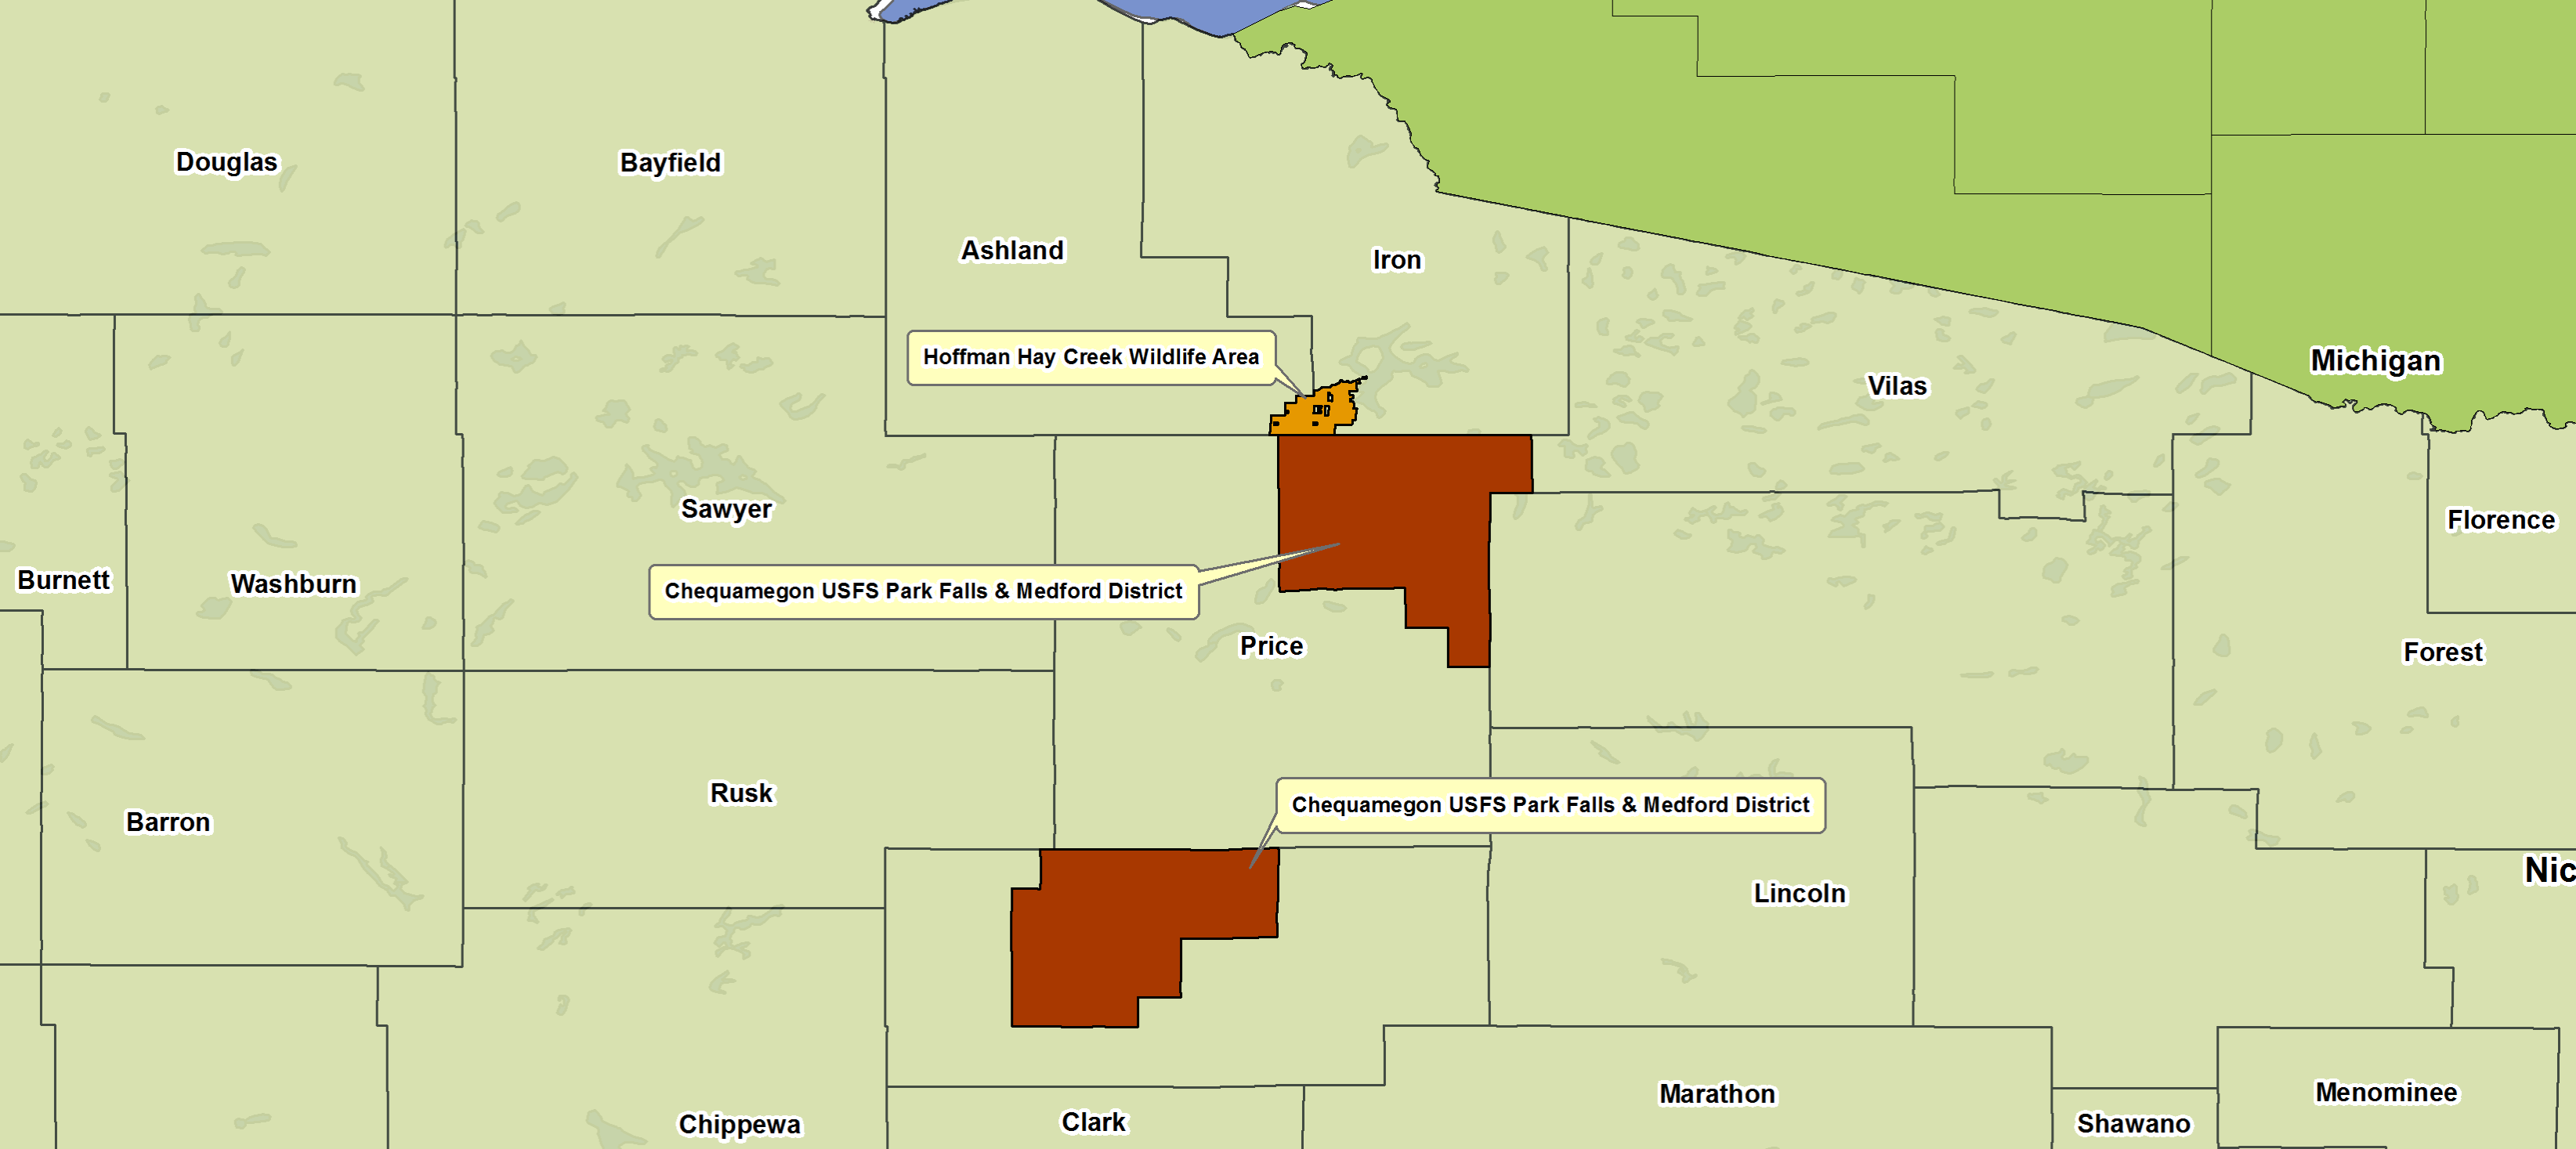 Douglas
Bayfield
Ashland
Iron
Hoffman Hay Creek Wildlife Area
Michigan
Vilas
Sawyer
Florence
Burnett
Washburn
Chequamegon USFS Park Falls & Medford District
Price
Forest
Rusk
Chequamegon USFS Park Falls & Medford District
Barron
Nic
Lincoln
Marathon
Menominee
Chippewa
Clark
Shawano